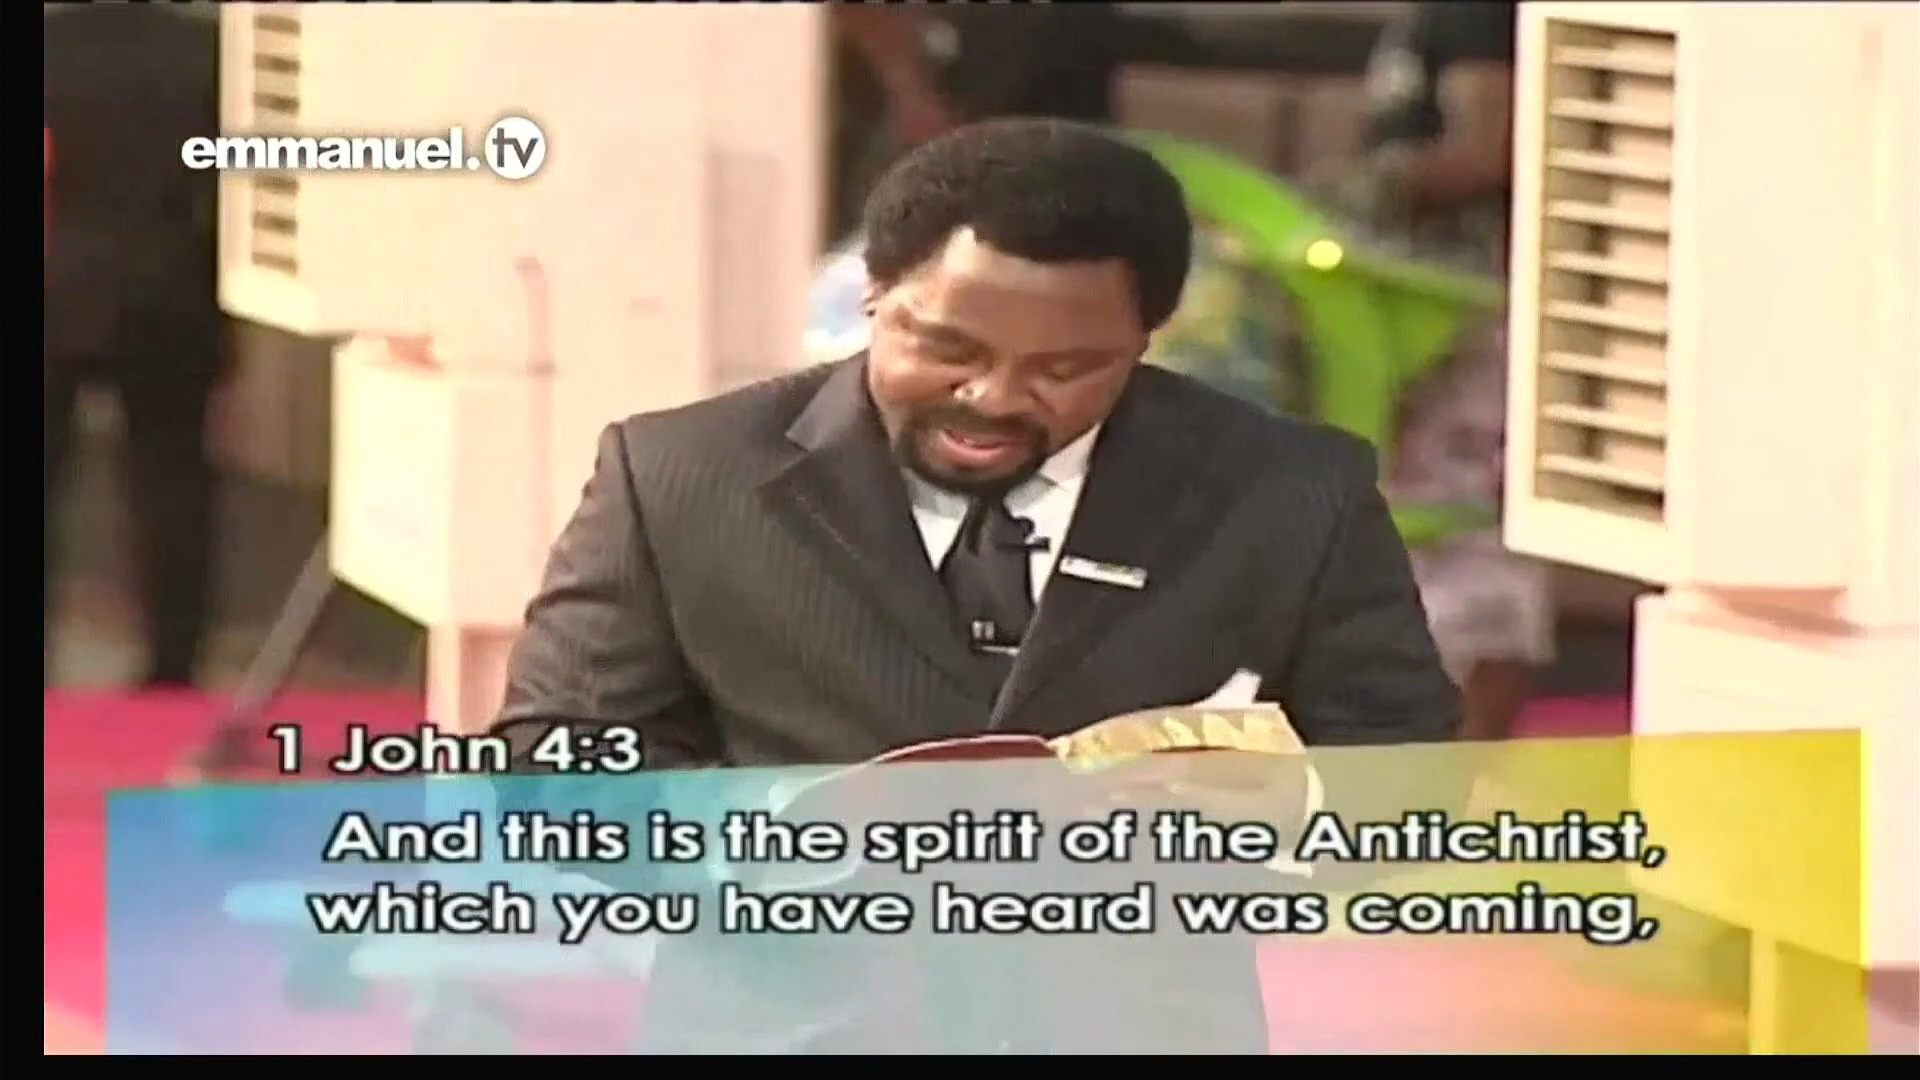 emmanuel.tv
1 John 4:3
And this is the spirit of the Antichrist,
which you have heard was coming,